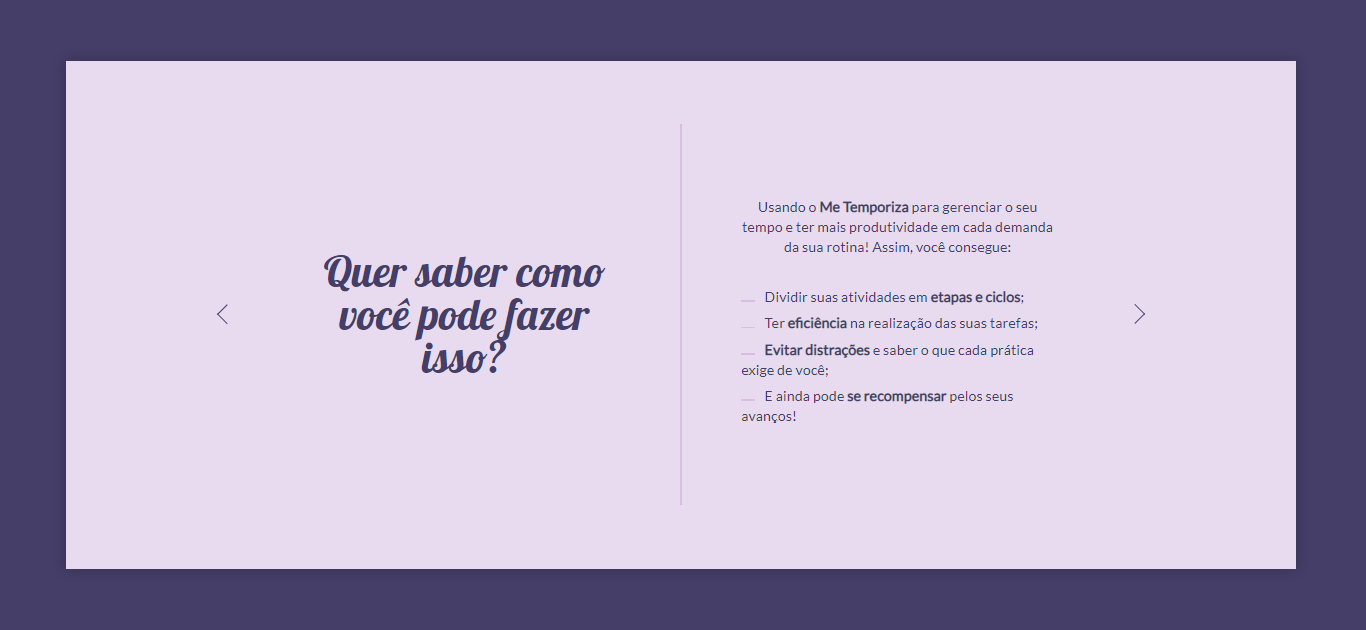 Quer saber como
você pode fazer
isso?
Usando o Me Temporiza para gerenciar o seu
tempo e ter mais produtividade em cada demanda
da sua rotina! Assim, você consegue:
Dividir suas atividades em etapas e ciclos;
Ter eficiência na realização das suas tarefas;
Evitar distrações e saber o que cada prática
exige de você;
E ainda pode se recompensar pelos seus
avanços!